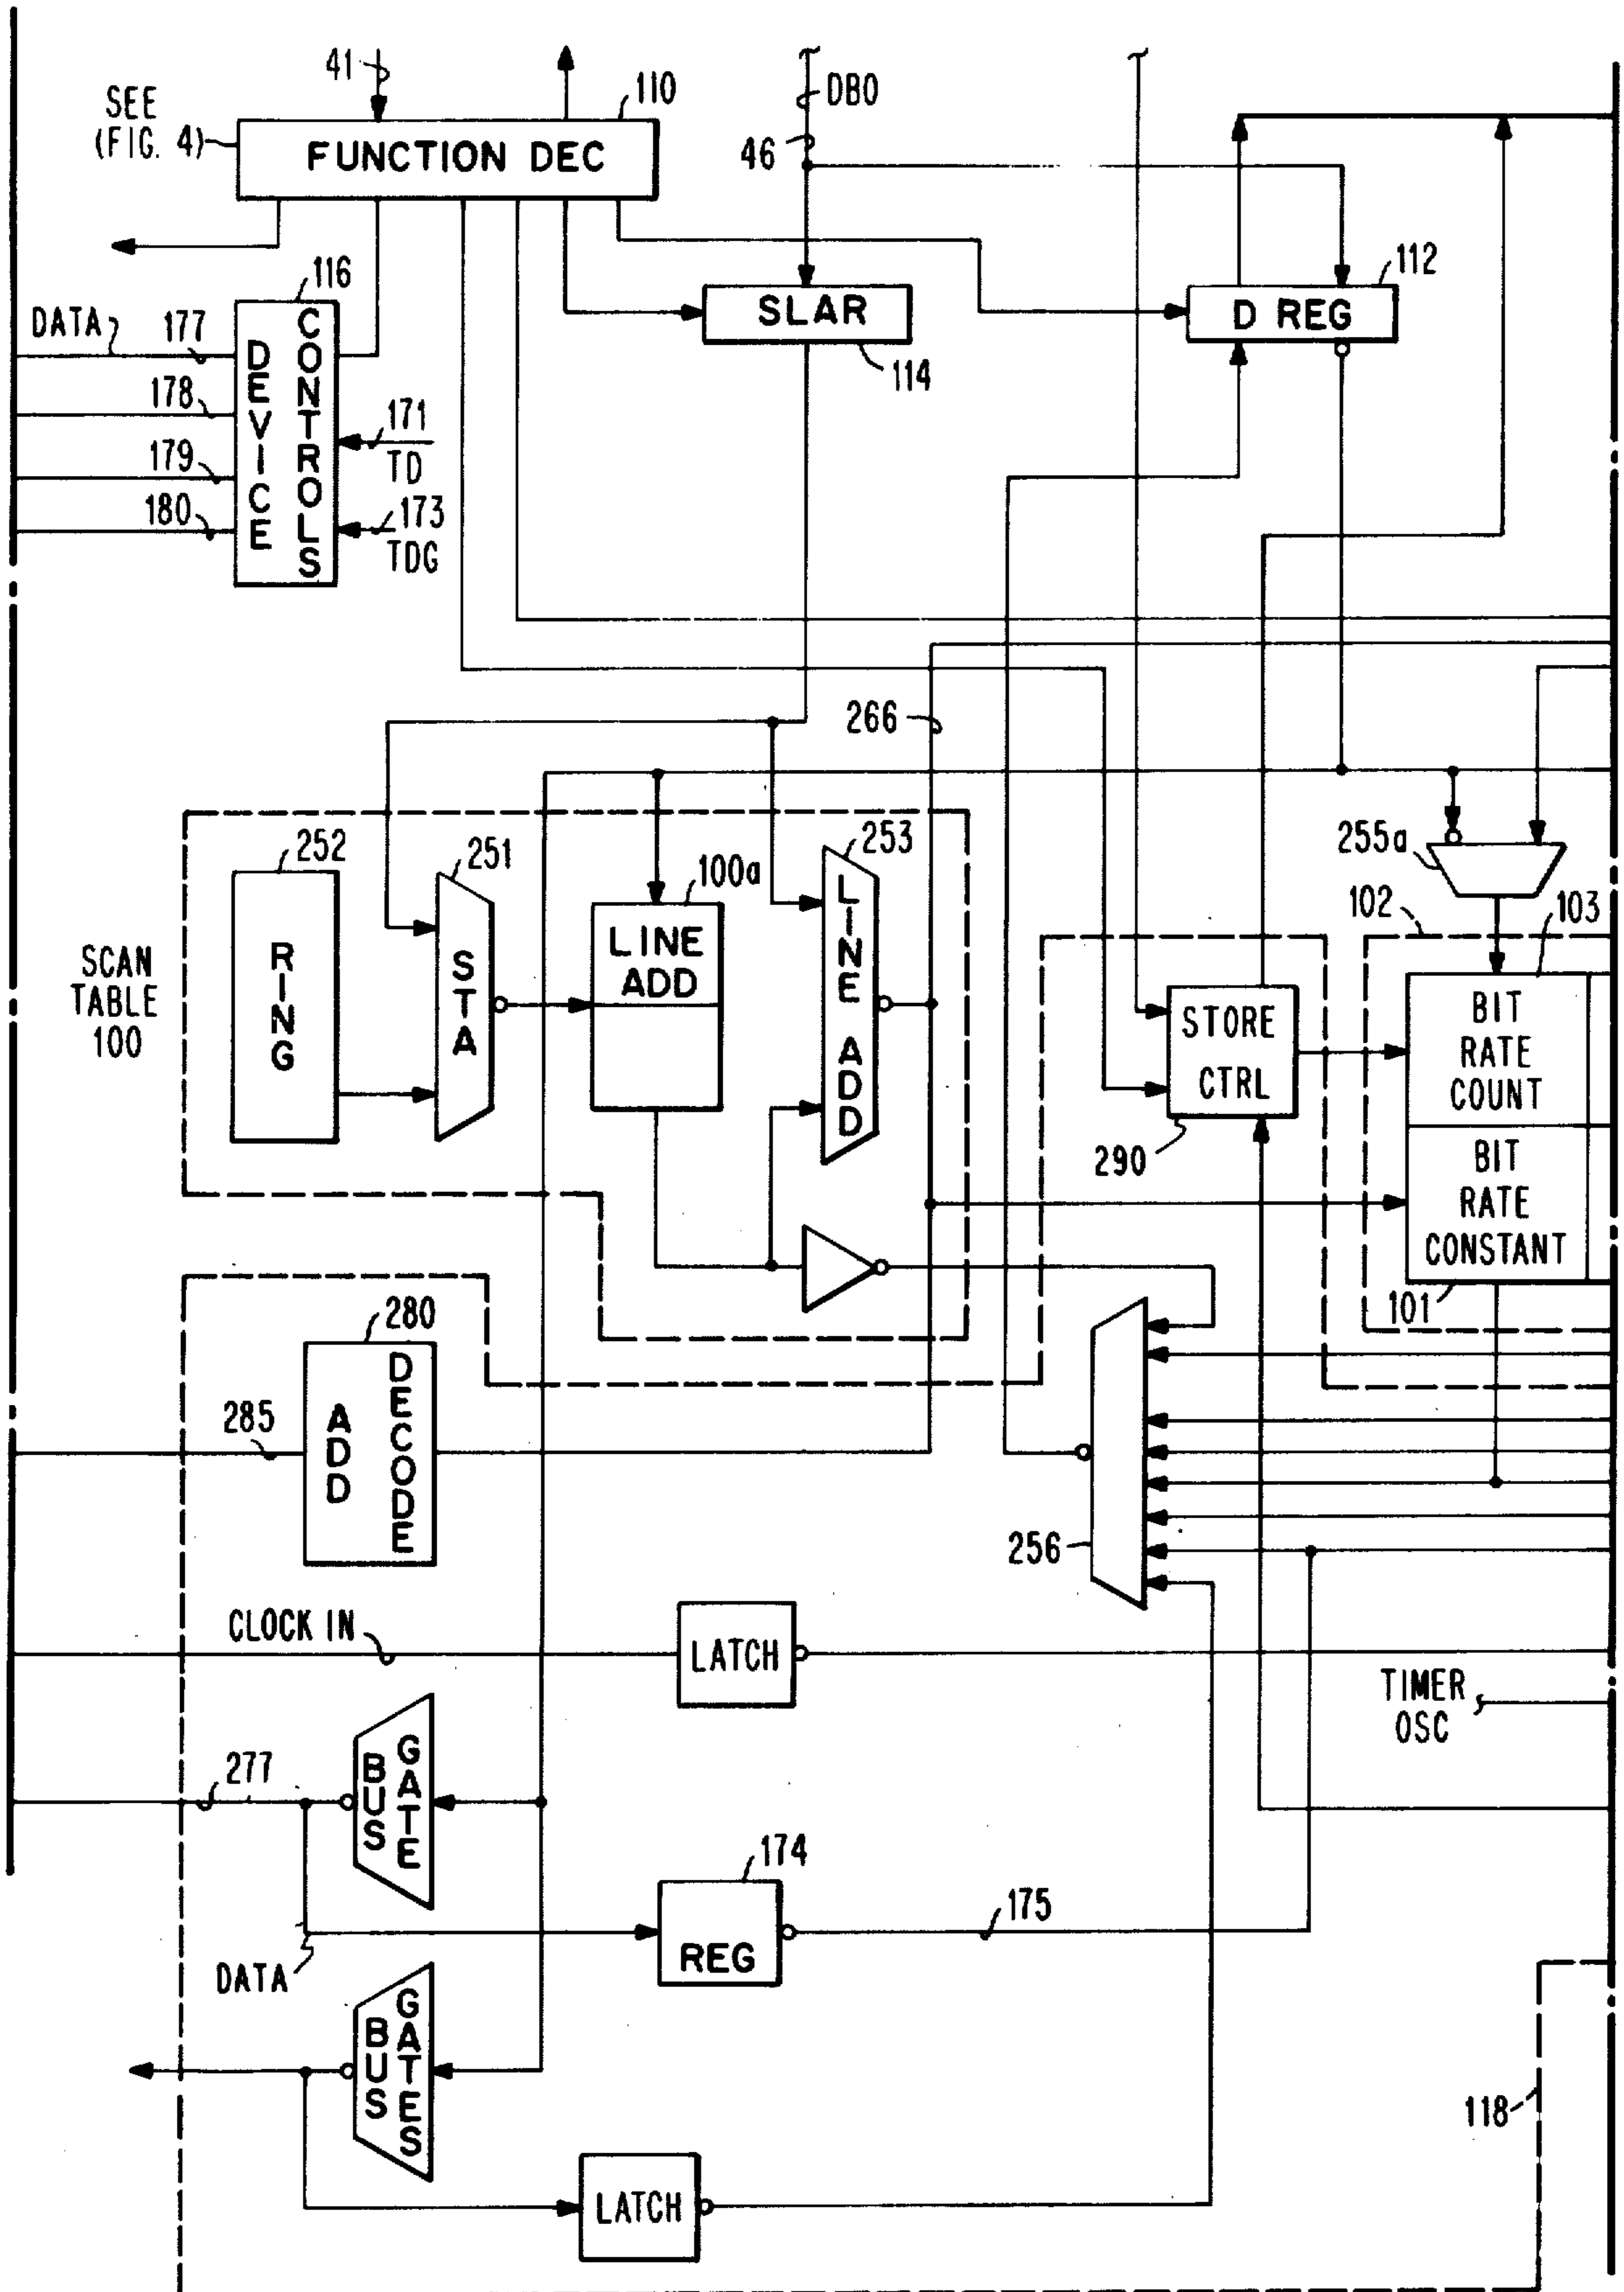 41
110
DBO
SEE
(FIG. 4)
FUNCTION DEC
46
116
112
DATA
177
CONTROLS
DEVICE
SLAR
D REG
114
178
171
TD
179
180
173
TDG
266
252
251
253
255a
100a
102
103
RING
STA
LINE
ADD
LINE ADD
SCAN
TABLE
100
STORE
CTRL
BIT
RATE
COUNT
290
BIT
RATE
CONSTANT
101
280
285
ADD
DECODE
256
CLOCK IN
LATCH
TIMER
OSC
277
BUS
GATE
174
REG
175
DATA
BUS
GATES
118
LATCH